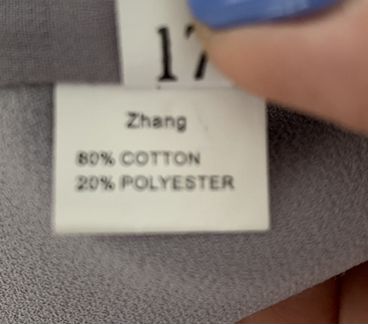 17
Zhang
80% COTTON
20% POLYESTER